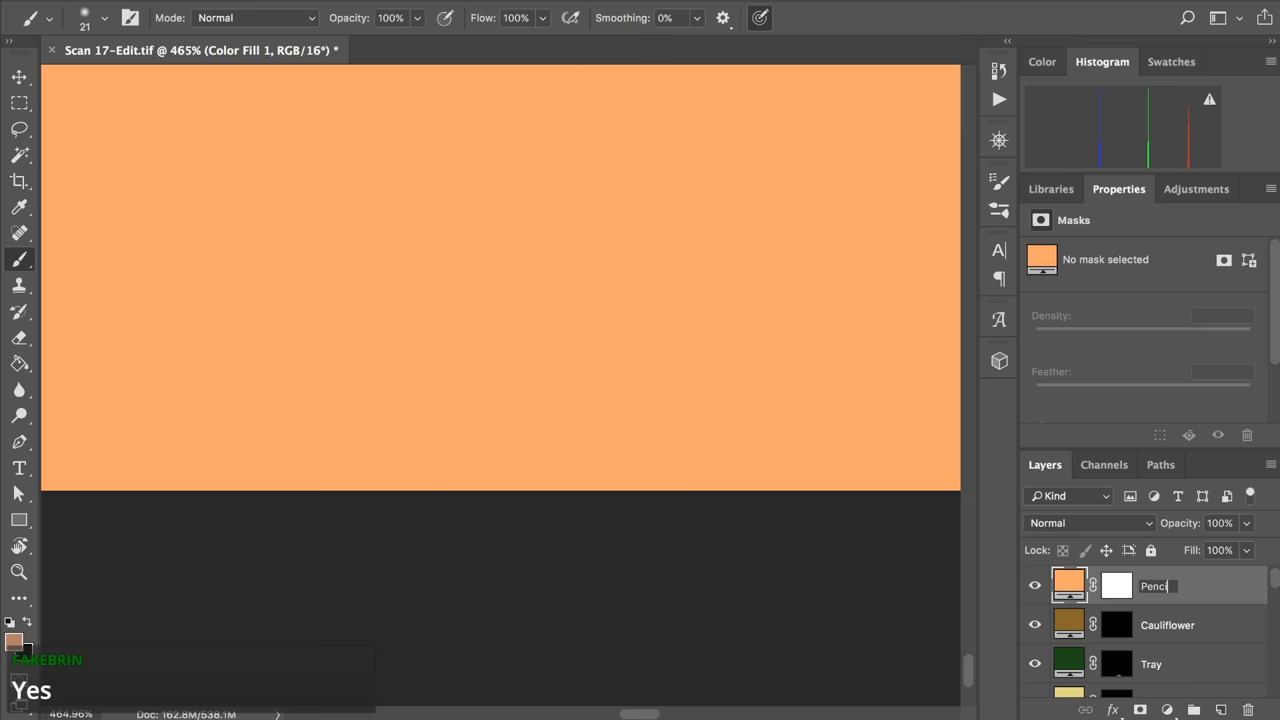 21
Mode: Normal
Opacity: 100%
Flow: 100%
Smoothing: 0%
Scan 17-Edit.tif @ 465% (Color Fill 1, RGB/16*) *
Color
Histogram
Swatches
Libraries
Properties
Adjustments
Masks
No mask selected
Density:
Feather:
Layers
Channels
Paths
Kind
Normal
Opacity: 100%
Lock:
Fill: 100%
Penci
Cauliflower
Tray
FAKEBRIN
Yes
464.96%
Doc: 162.8M/538.1M